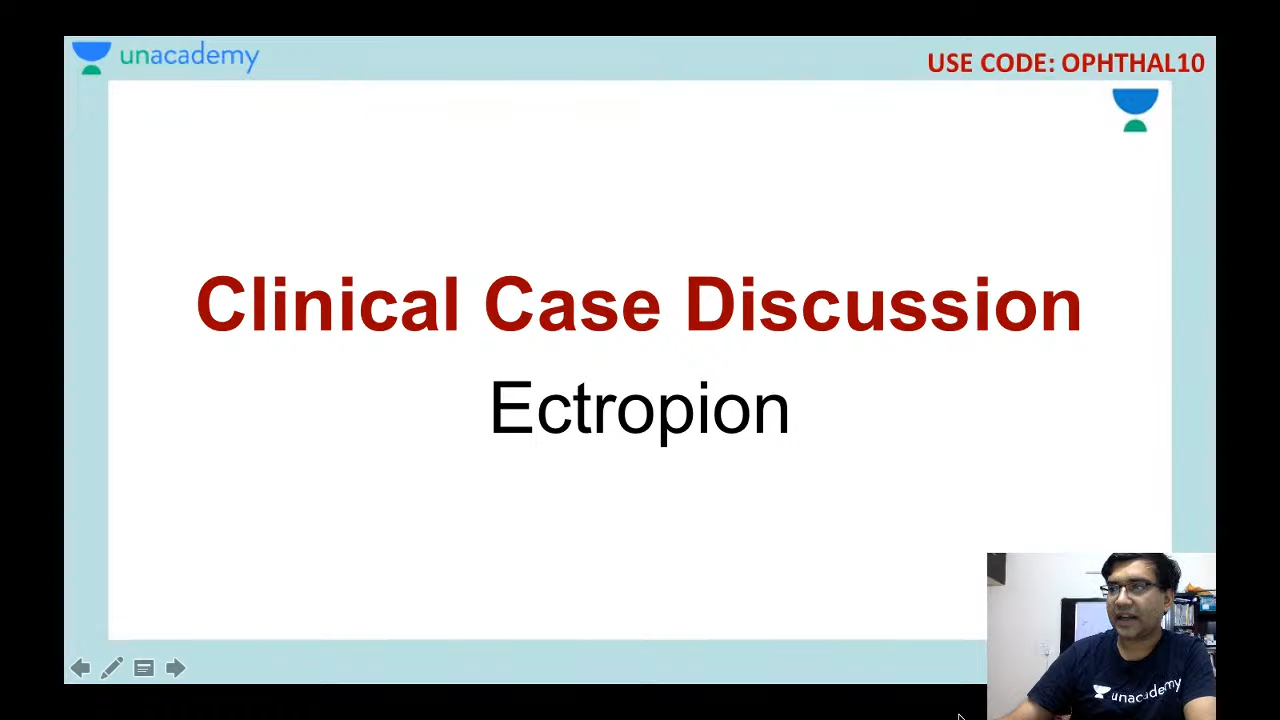 unacademy
USE CODE: OPHTHAL10
Clinical Case Discussion
Ectropion
unacademy